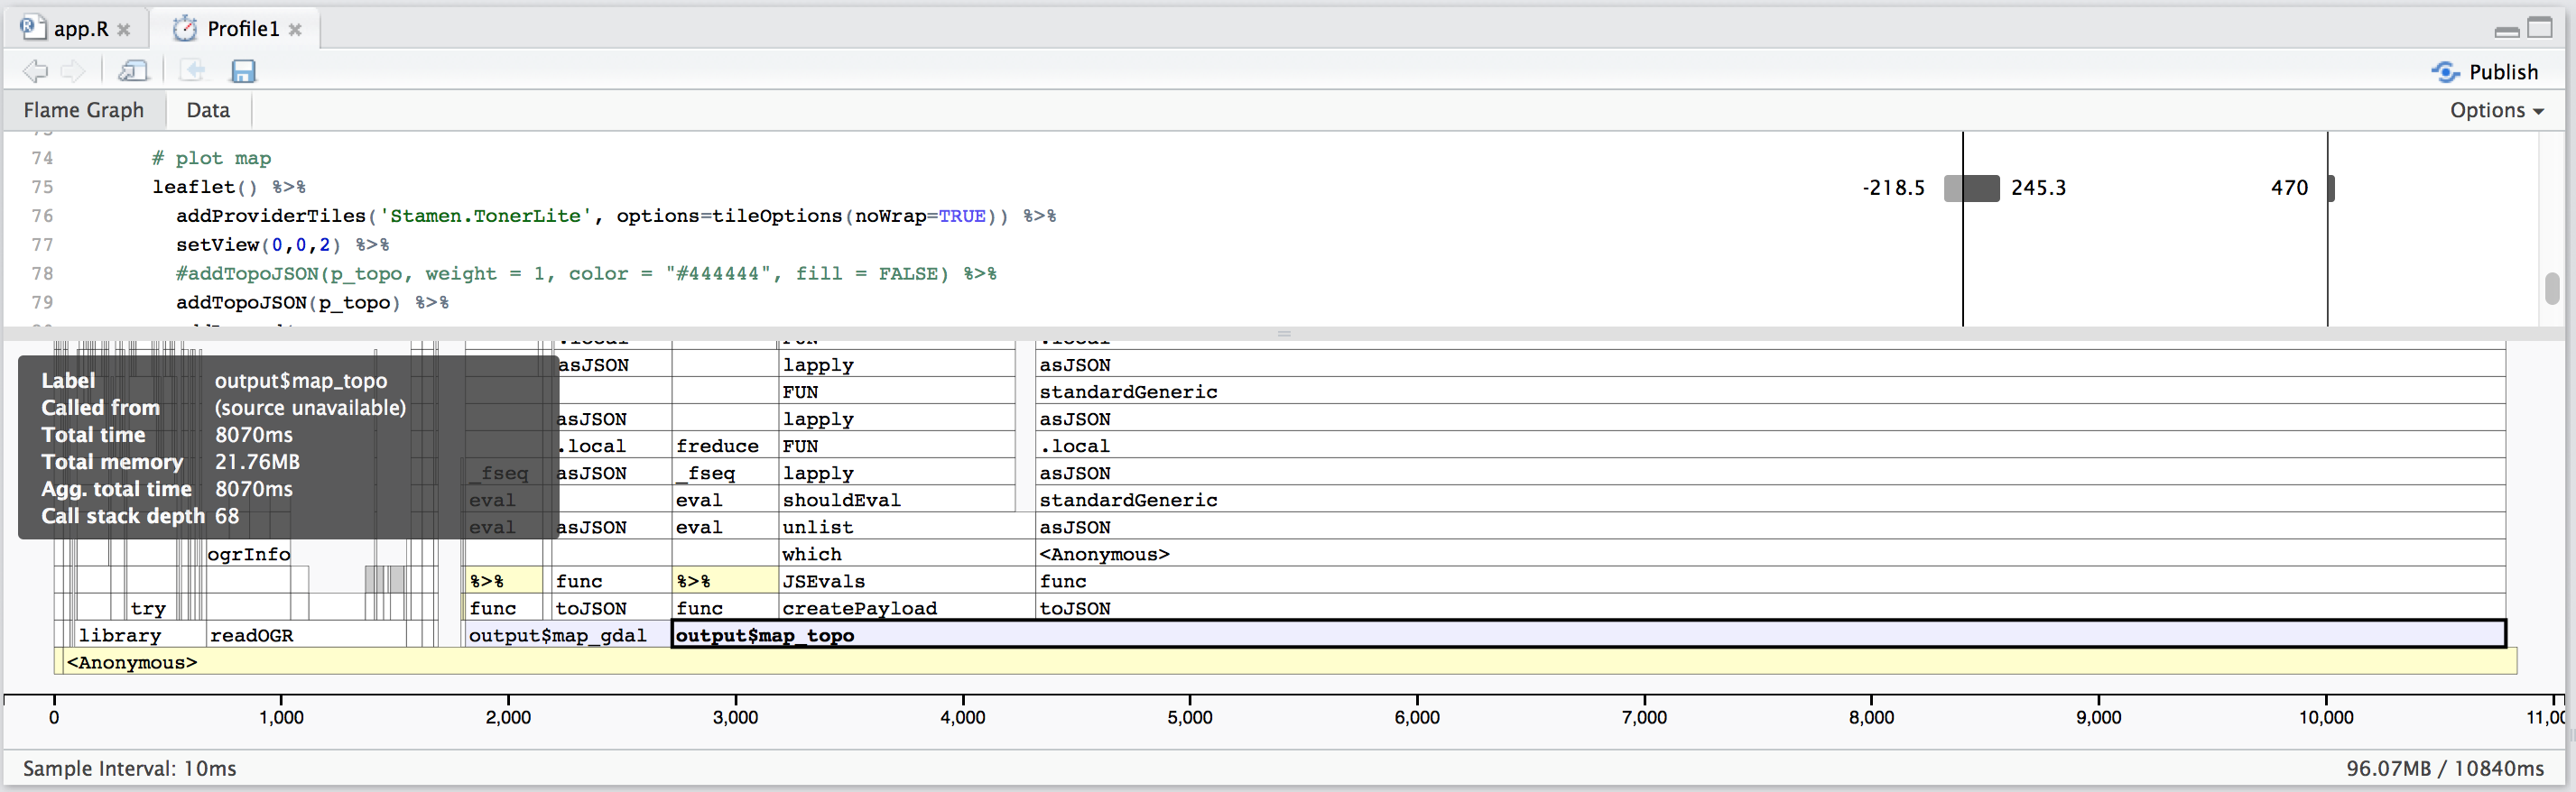 app.R Profile1
Publish
Flame Graph Data Options
74 # plot map
75 leaflet() %>% -218.5 245.3 470
76 addProviderTiles('Stamen.TonerLite', options=tileOptions(noWrap=TRUE)) %>%
77 setView(0,0,2) %>%
78 #addTopoJSON(p_topo, weight = 1, color = "#444444", fill = FALSE) %>%
79 addTopoJSON(p_topo) %>%
.local FUN .local
asJSON lapply asJSON
FUN standardGeneric
asJSON lapply asJSON
.local freduce FUN .local
_fseq asJSON _fseq lapply asJSON
eval eval shouldEval standardGeneric
eval asJSON eval unlist asJSON
Label output$map_topo
Called from (source unavailable)
Total time 8070ms
Total memory 21.76MB
Agg. total time 8070ms
Call stack depth 68
ogrInfo which <Anonymous>
%>% func %>% JSEvals func
try func toJSON func createPayload toJSON
library readOGR output$map_gdal output$map_topo
<Anonymous>
0 1,000 2,000 3,000 4,000 5,000 6,000 7,000 8,000 9,000 10,000 11,0
Sample Interval: 10ms 96.07MB / 10840ms